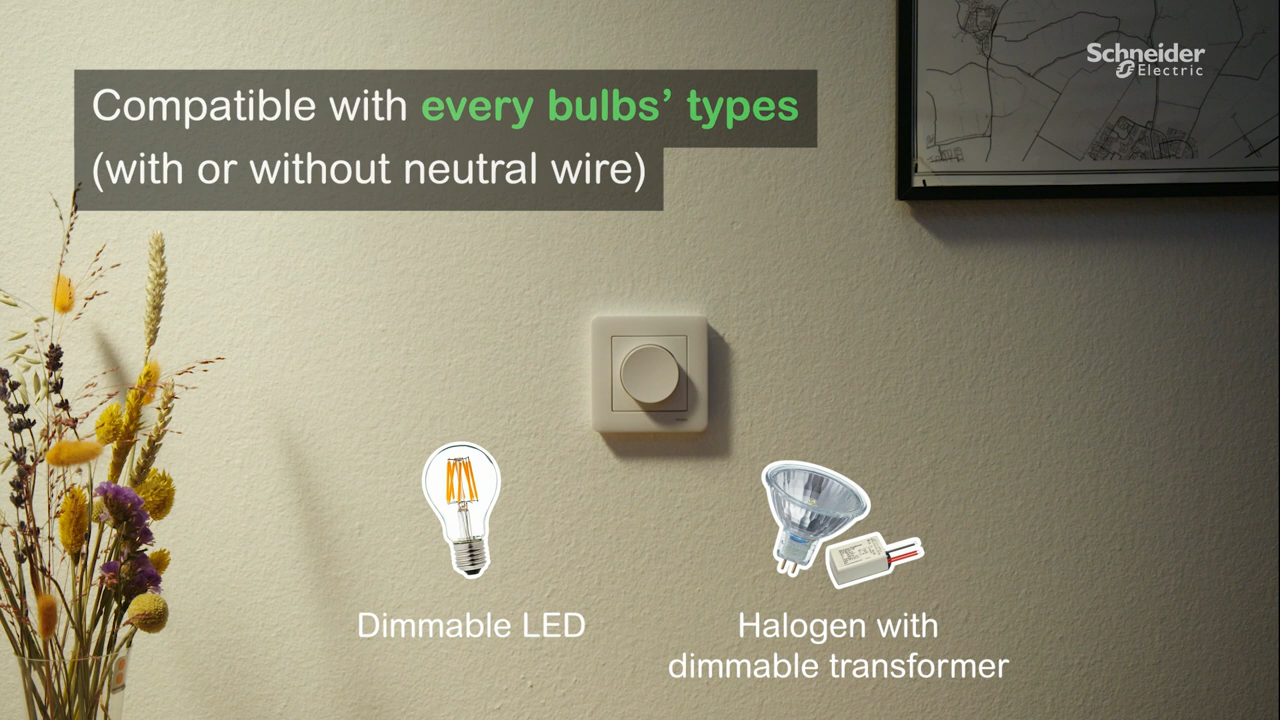 Schneider
Electric
Compatible with every bulbs’ types
(with or without neutral wire)
Dimmable LED
Halogen with
dimmable transformer